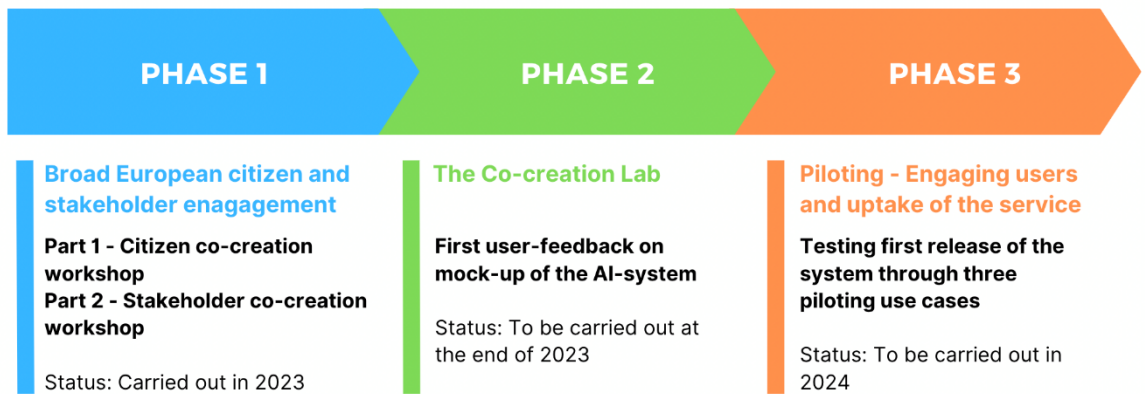 PHASE 1
PHASE 2
PHASE 3
Broad European citizen and
stakeholder enagagement
Part 1 - Citizen co-creation
workshop
Part 2 - Stakeholder co-creation
workshop
Status: Carried out in 2023
The Co-creation Lab
First user-feedback on
mock-up of the AI-system
Status: To be carried out at
the end of 2023
Piloting - Engaging users
and uptake of the service
Testing first release of the
system through three
piloting use cases
Status: To be carried out in
2024